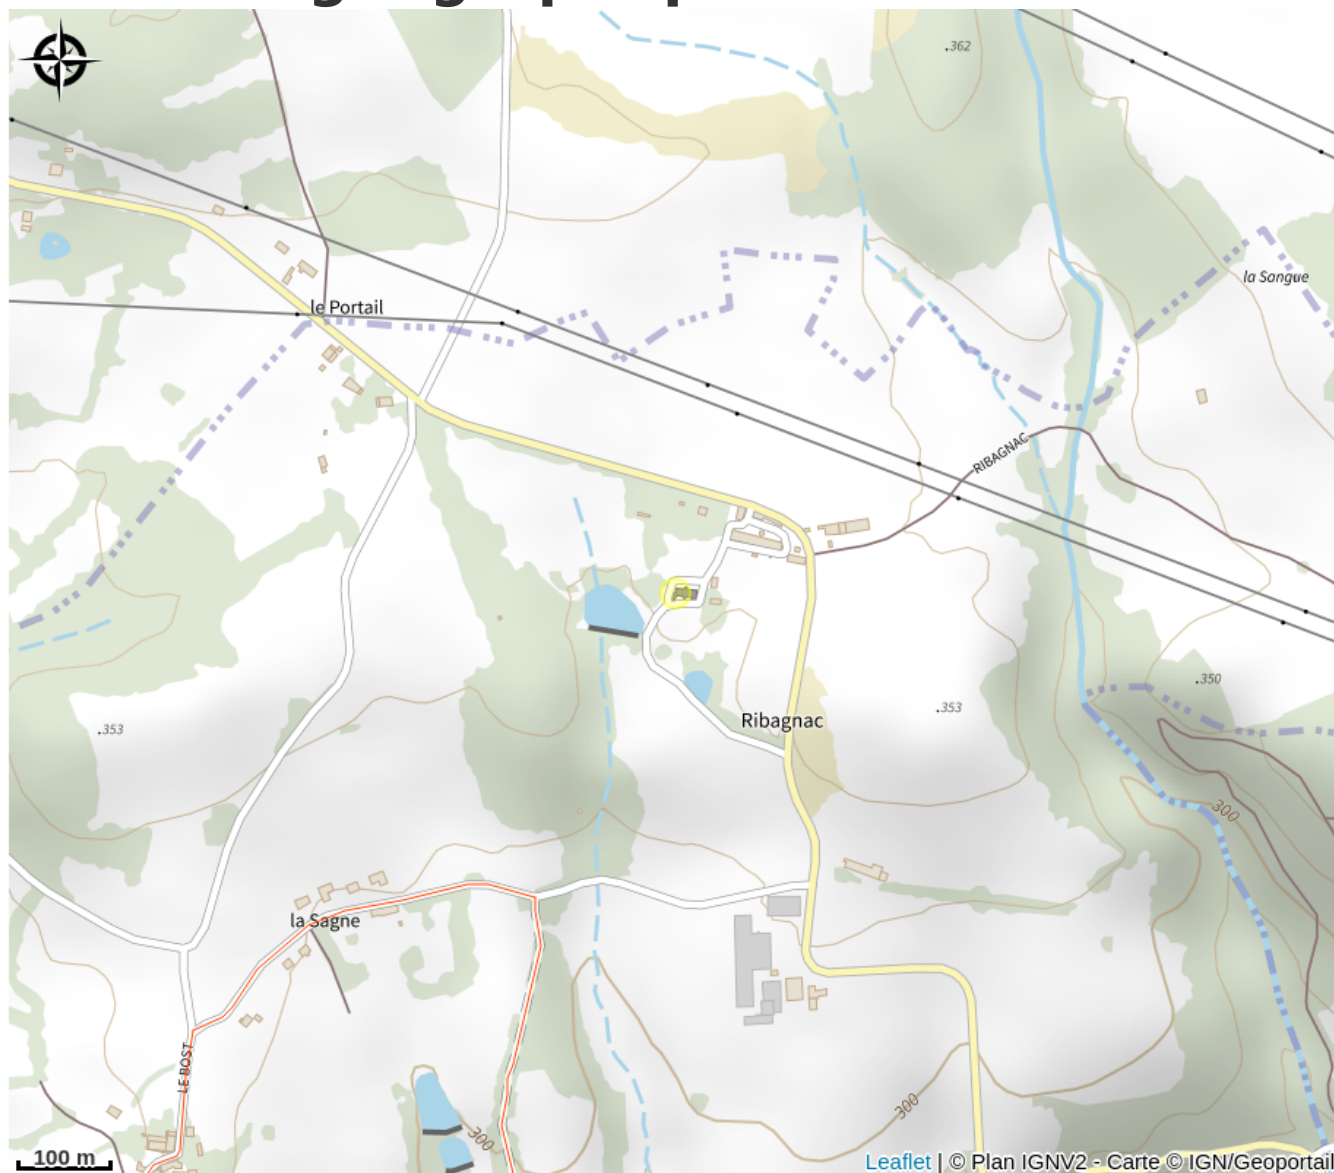 .362
la Sangue
le Portail
RIBAGNAC
.350
.353
Ribagnac
.353
300
la Sagne
LE BOST
300
300
100 m
Leaflet | © Plan IGNV2 - Carte © IGN/Geoportail